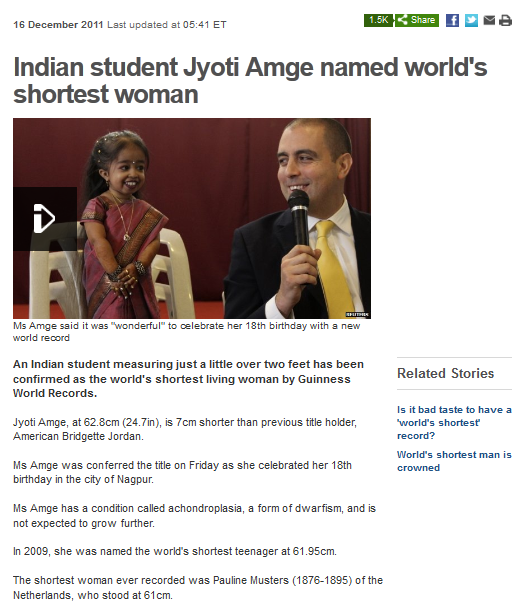 16 December 2011 Last updated at 05:41 ET
1.5K Share
Indian student Jyoti Amge named world's
shortest woman
REUTERS
Ms Amge said it was "wonderful" to celebrate her 18th birthday with a new
world record
An Indian student measuring just a little over two feet has been
confirmed as the world's shortest living woman by Guinness
World Records.
Jyoti Amge, at 62.8cm (24.7in), is 7cm shorter than previous title holder,
American Bridgette Jordan.
Ms Amge was conferred the title on Friday as she celebrated her 18th
birthday in the city of Nagpur.
Ms Amge has a condition called achondroplasia, a form of dwarfism, and is
not expected to grow further.
In 2009, she was named the world's shortest teenager at 61.95cm.
The shortest woman ever recorded was Pauline Musters (1876-1895) of the
Netherlands, who stood at 61cm.
Related Stories
Is it bad taste to have a
'world's shortest'
record?
World's shortest man is
crowned